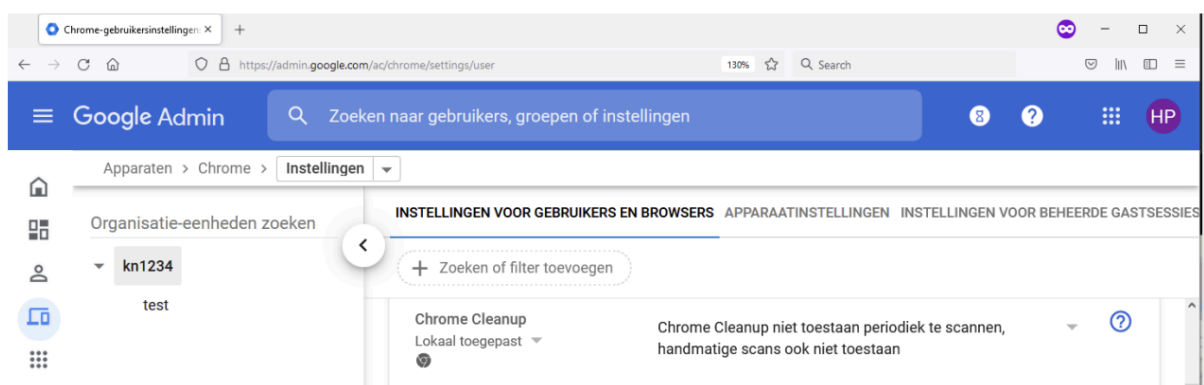 Chrome-gebruikersinstellingen
https://admin.google.com/ac/chrome/settings/user
130%
Search
Google Admin
Zoeken naar gebruikers, groepen of instellingen
HP
Apparaten > Chrome > Instellingen
Organisatie-eenheden zoeken
kn1234
test
INSTELLINGEN VOOR GEBRUIKERS EN BROWSERS APPARAATINSTELLINGEN INSTELLINGEN VOOR BEHEERDE GASTSESSIES
+ Zoeken of filter toevoegen
Chrome Cleanup
Lokaal toegepast
Chrome Cleanup niet toestaan periodiek te scannen,
handmatige scans ook niet toestaan